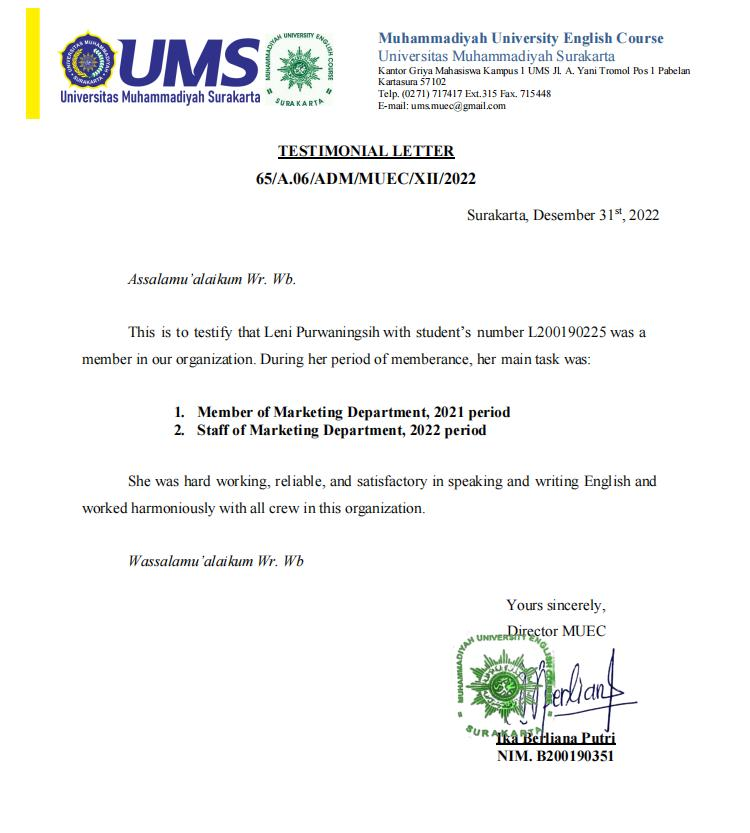 UMS
Universitas Muhammadiyah Surakarta
MUHAMMADIYAH UNIVERSITY ENGLISH COURSE
SURAKARTA
Muhammadiyah University English Course
Universitas Muhammadiyah Surakarta
Kantor Griya Mahasiswa Kampus 1 UMS Jl. A. Yani Tromol Pos 1 Pabelan
Kartasura 57102
Telp. (0271) 717417 Ext.315 Fax. 715448
E-mail: ums.muec@gmail.com
TESTIMONIAL LETTER
65/A.06/ADM/MUEC/XII/2022
Surakarta, Desember 31st, 2022
Assalamu’alaikum Wr. Wb.
This is to testify that Leni Purwaningsih with student’s number L200190225 was a
member in our organization. During her period of memberance, her main task was:
1. Member of Marketing Department, 2021 period
2. Staff of Marketing Department, 2022 period
She was hard working, reliable, and satisfactory in speaking and writing English and
worked harmoniously with all crew in this organization.
Wassalamu’alaikum Wr. Wb
Yours sincerely,
Director MUEC
MUHAMMADIYAH UNIVERSITY ENGLISH COURSE
SURAKARTA
Ika Berliana Putri
NIM. B200190351